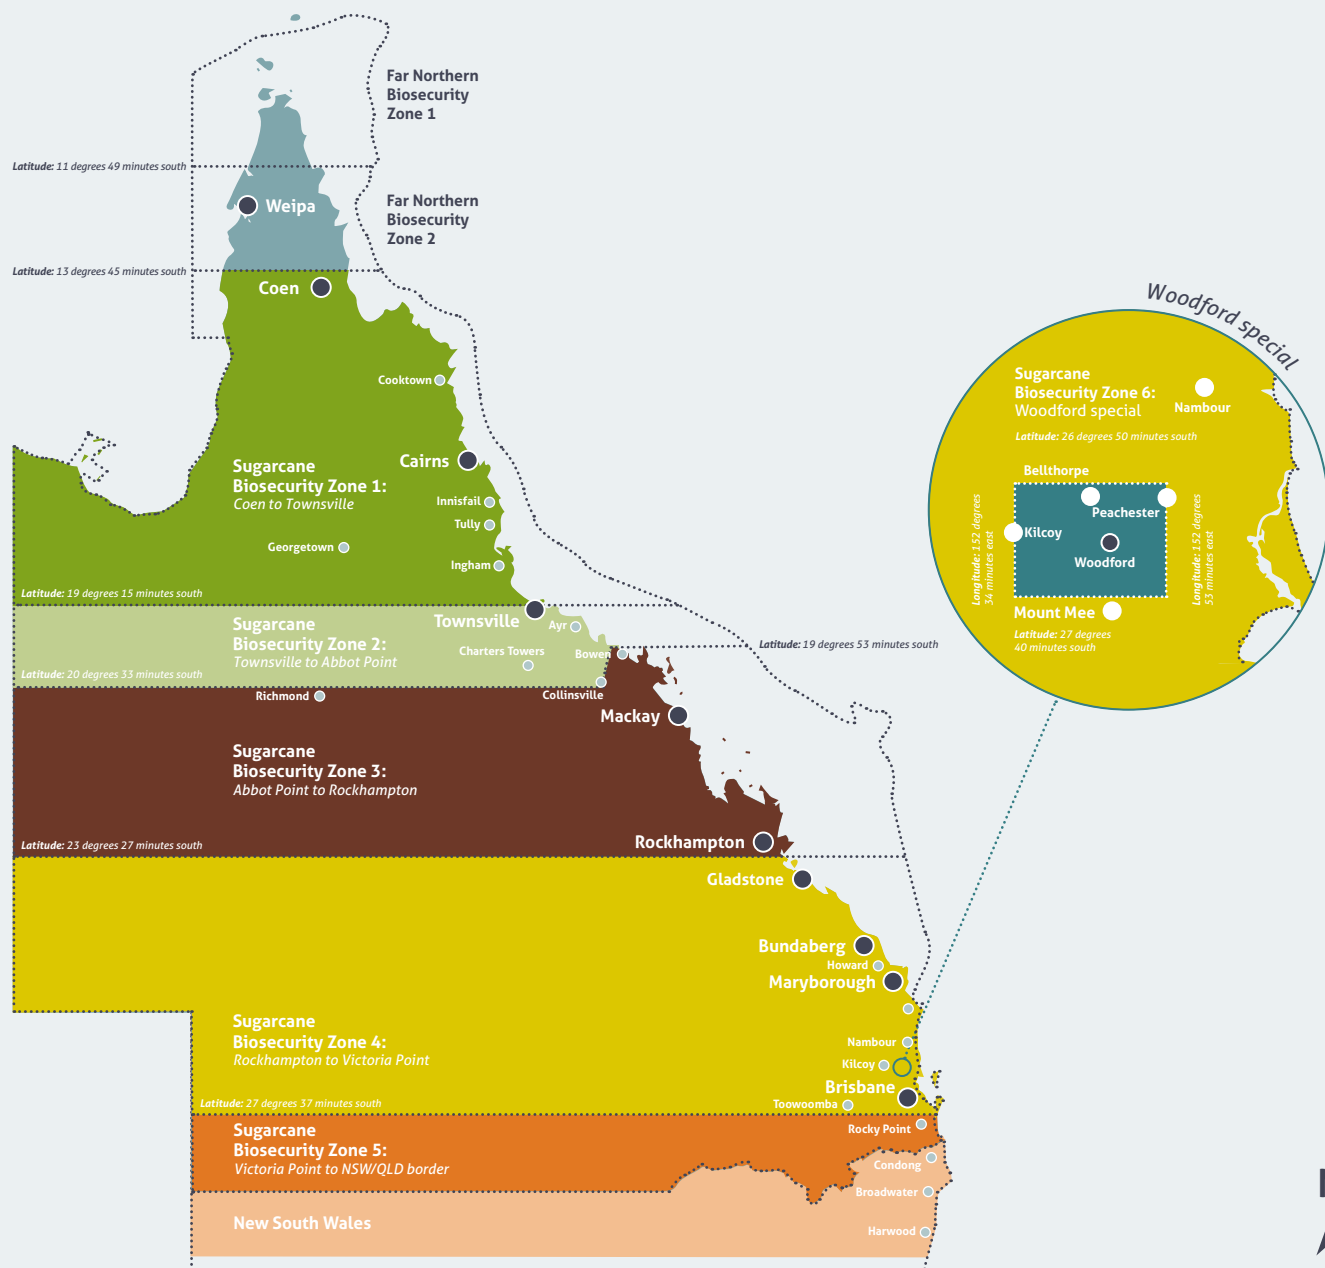 Far Northern
Biosecurity
Zone 1
Latitude: 11 degrees 49 minutes south
Weipa
Far Northern
Biosecurity
Zone 2
Latitude: 13 degrees 45 minutes south
Coen
Cooktown
Cairns
Sugarcane
Biosecurity Zone 1:
Coen to Townsville
Innisfail
Tully
Georgetown
Ingham
Latitude: 19 degrees 15 minutes south
Townsville
Ayr
Sugarcane
Biosecurity Zone 2:
Townsville to Abbot Point
Charters Towers
Bowen
Latitude: 19 degrees 53 minutes south
Latitude: 20 degrees 33 minutes south
Richmond
Collinsville
Mackay
Sugarcane
Biosecurity Zone 3:
Abbot Point to Rockhampton
Latitude: 23 degrees 27 minutes south
Rockhampton
Gladstone
Bundaberg
Howard
Maryborough
Sugarcane
Biosecurity Zone 4:
Rockhampton to Victoria Point
Nambour
Kilcoy
Brisbane
Latitude: 27 degrees 37 minutes south
Toowoomba
Sugarcane
Biosecurity Zone 5:
Victoria Point to NSW/QLD border
Rocky Point
Condong
Broadwater
New South Wales
Harwood
Woodford special
Sugarcane
Biosecurity Zone 6:
Woodford special
Nambour
Latitude: 26 degrees 50 minutes south
Bellthorpe
Peachester
Kilcoy
Woodford
Longitude: 152 degrees
34 minutes east
Longitude: 152 degrees
53 minutes east
Mount Mee
Latitude: 27 degrees
40 minutes south